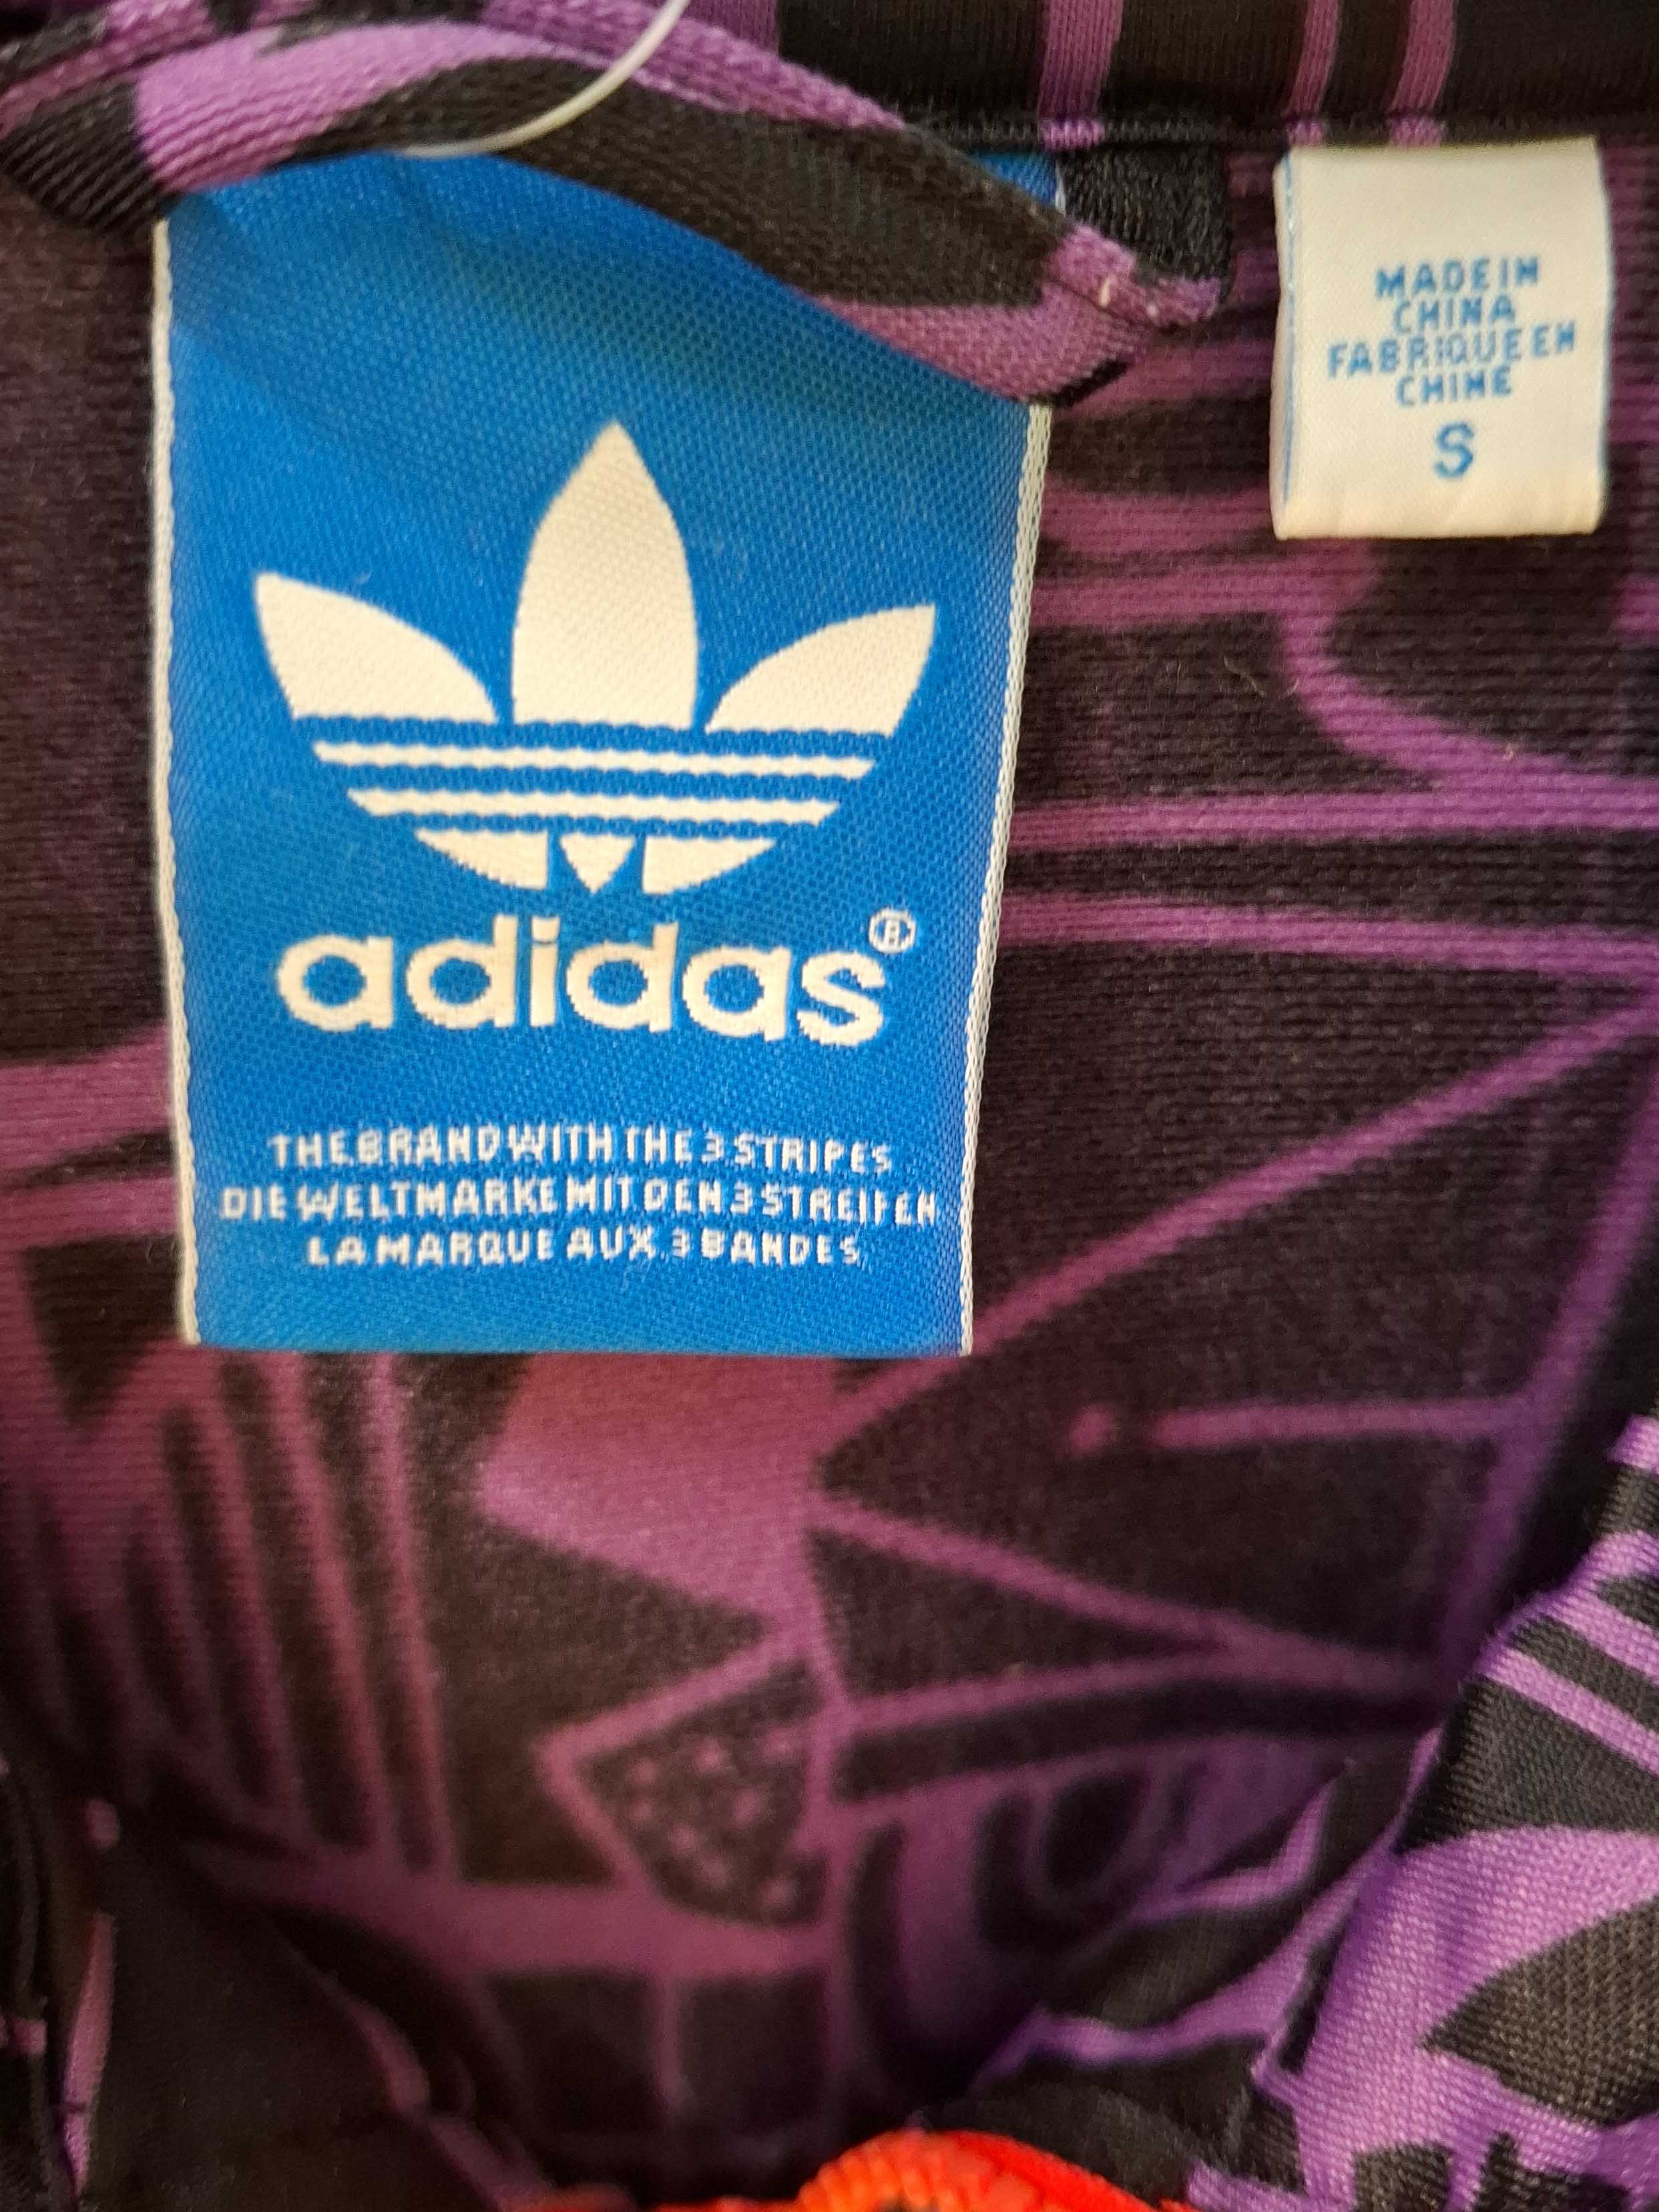 adidas®
THE BRAND WITH THE 3 STRIPES
DIE WELTMARKE MIT DEN 3 STREIFEN
LA MARQUE AUX 3 BANDES
MADE IN
CHINA
FABRIQUE EN
CHINE
S